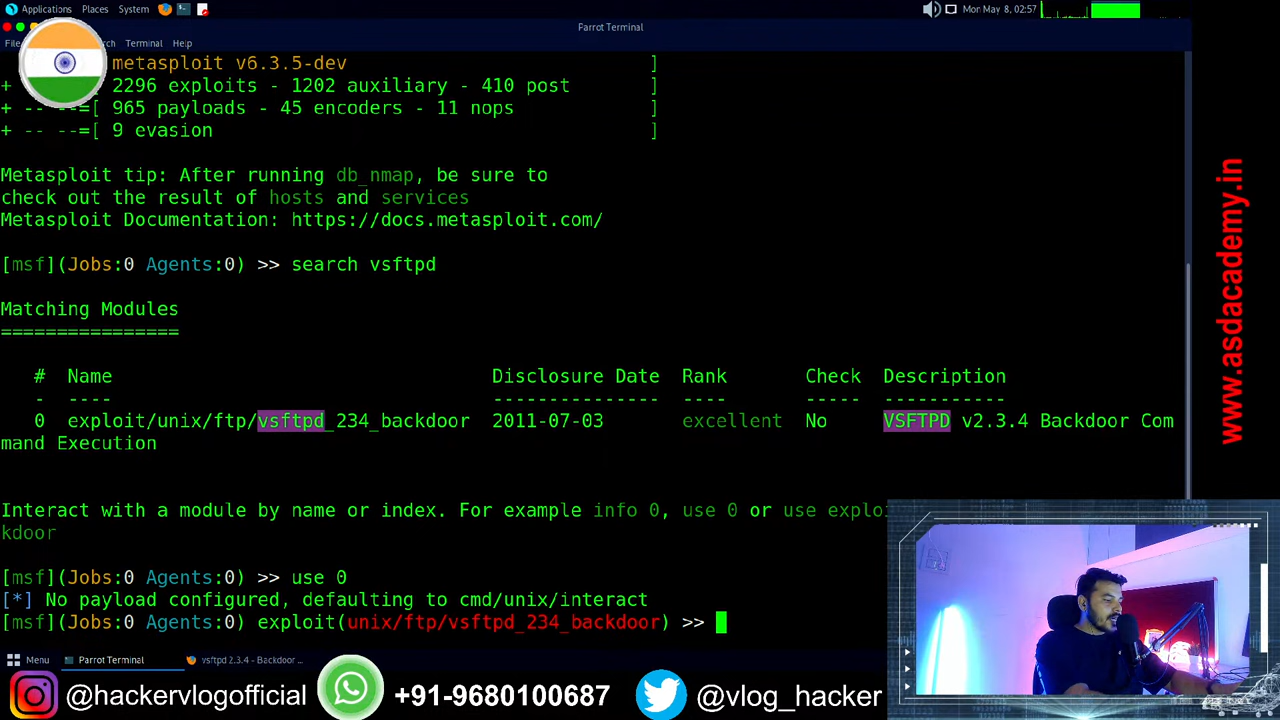 Applications Places System Mon May 8, 02:57
Parrot Terminal
File Terminal Help
metasploit v6.3.5-dev ]
+ 2296 exploits - 1202 auxiliary - 410 post ]
+ -- --=[ 965 payloads - 45 encoders - 11 nops ]
+ -- --=[ 9 evasion ]
Metasploit tip: After running db_nmap, be sure to
check out the result of hosts and services
Metasploit Documentation: https://docs.metasploit.com/
[msf](Jobs:0 Agents:0) >> search vsftpd
Matching Modules
================
# Name Disclosure Date Rank Check Description
- ---- --------------- ---- ----- -----------
0 exploit/unix/ftp/vsftpd_234_backdoor 2011-07-03 excellent No VSFTPD v2.3.4 Backdoor Com
mand Execution
Interact with a module by name or index. For example info 0, use 0 or use exploi
kdoor
[msf](Jobs:0 Agents:0) >> use 0
[*] No payload configured, defaulting to cmd/unix/interact
[msf](Jobs:0 Agents:0) exploit(unix/ftp/vsftpd_234_backdoor) >>
Menu Parrot Terminal vsftpd 2.3.4 - Backdoor ...
@hackervlogofficial +91-9680100687 @vlog_hacker
www.asdacademy.in